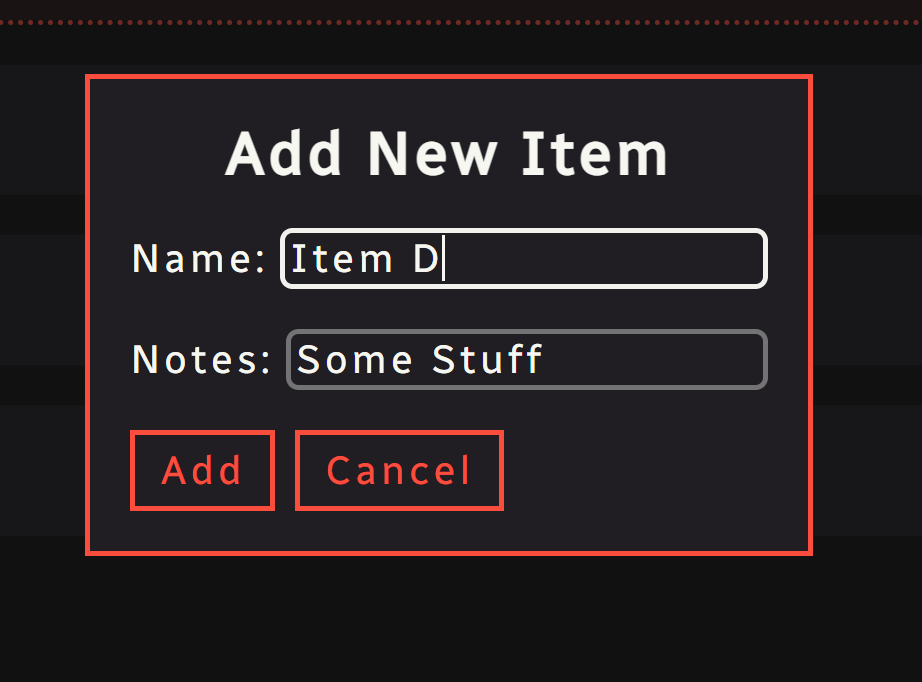 Add New Item
Name: Item D
Notes: Some Stuff
Add Cancel